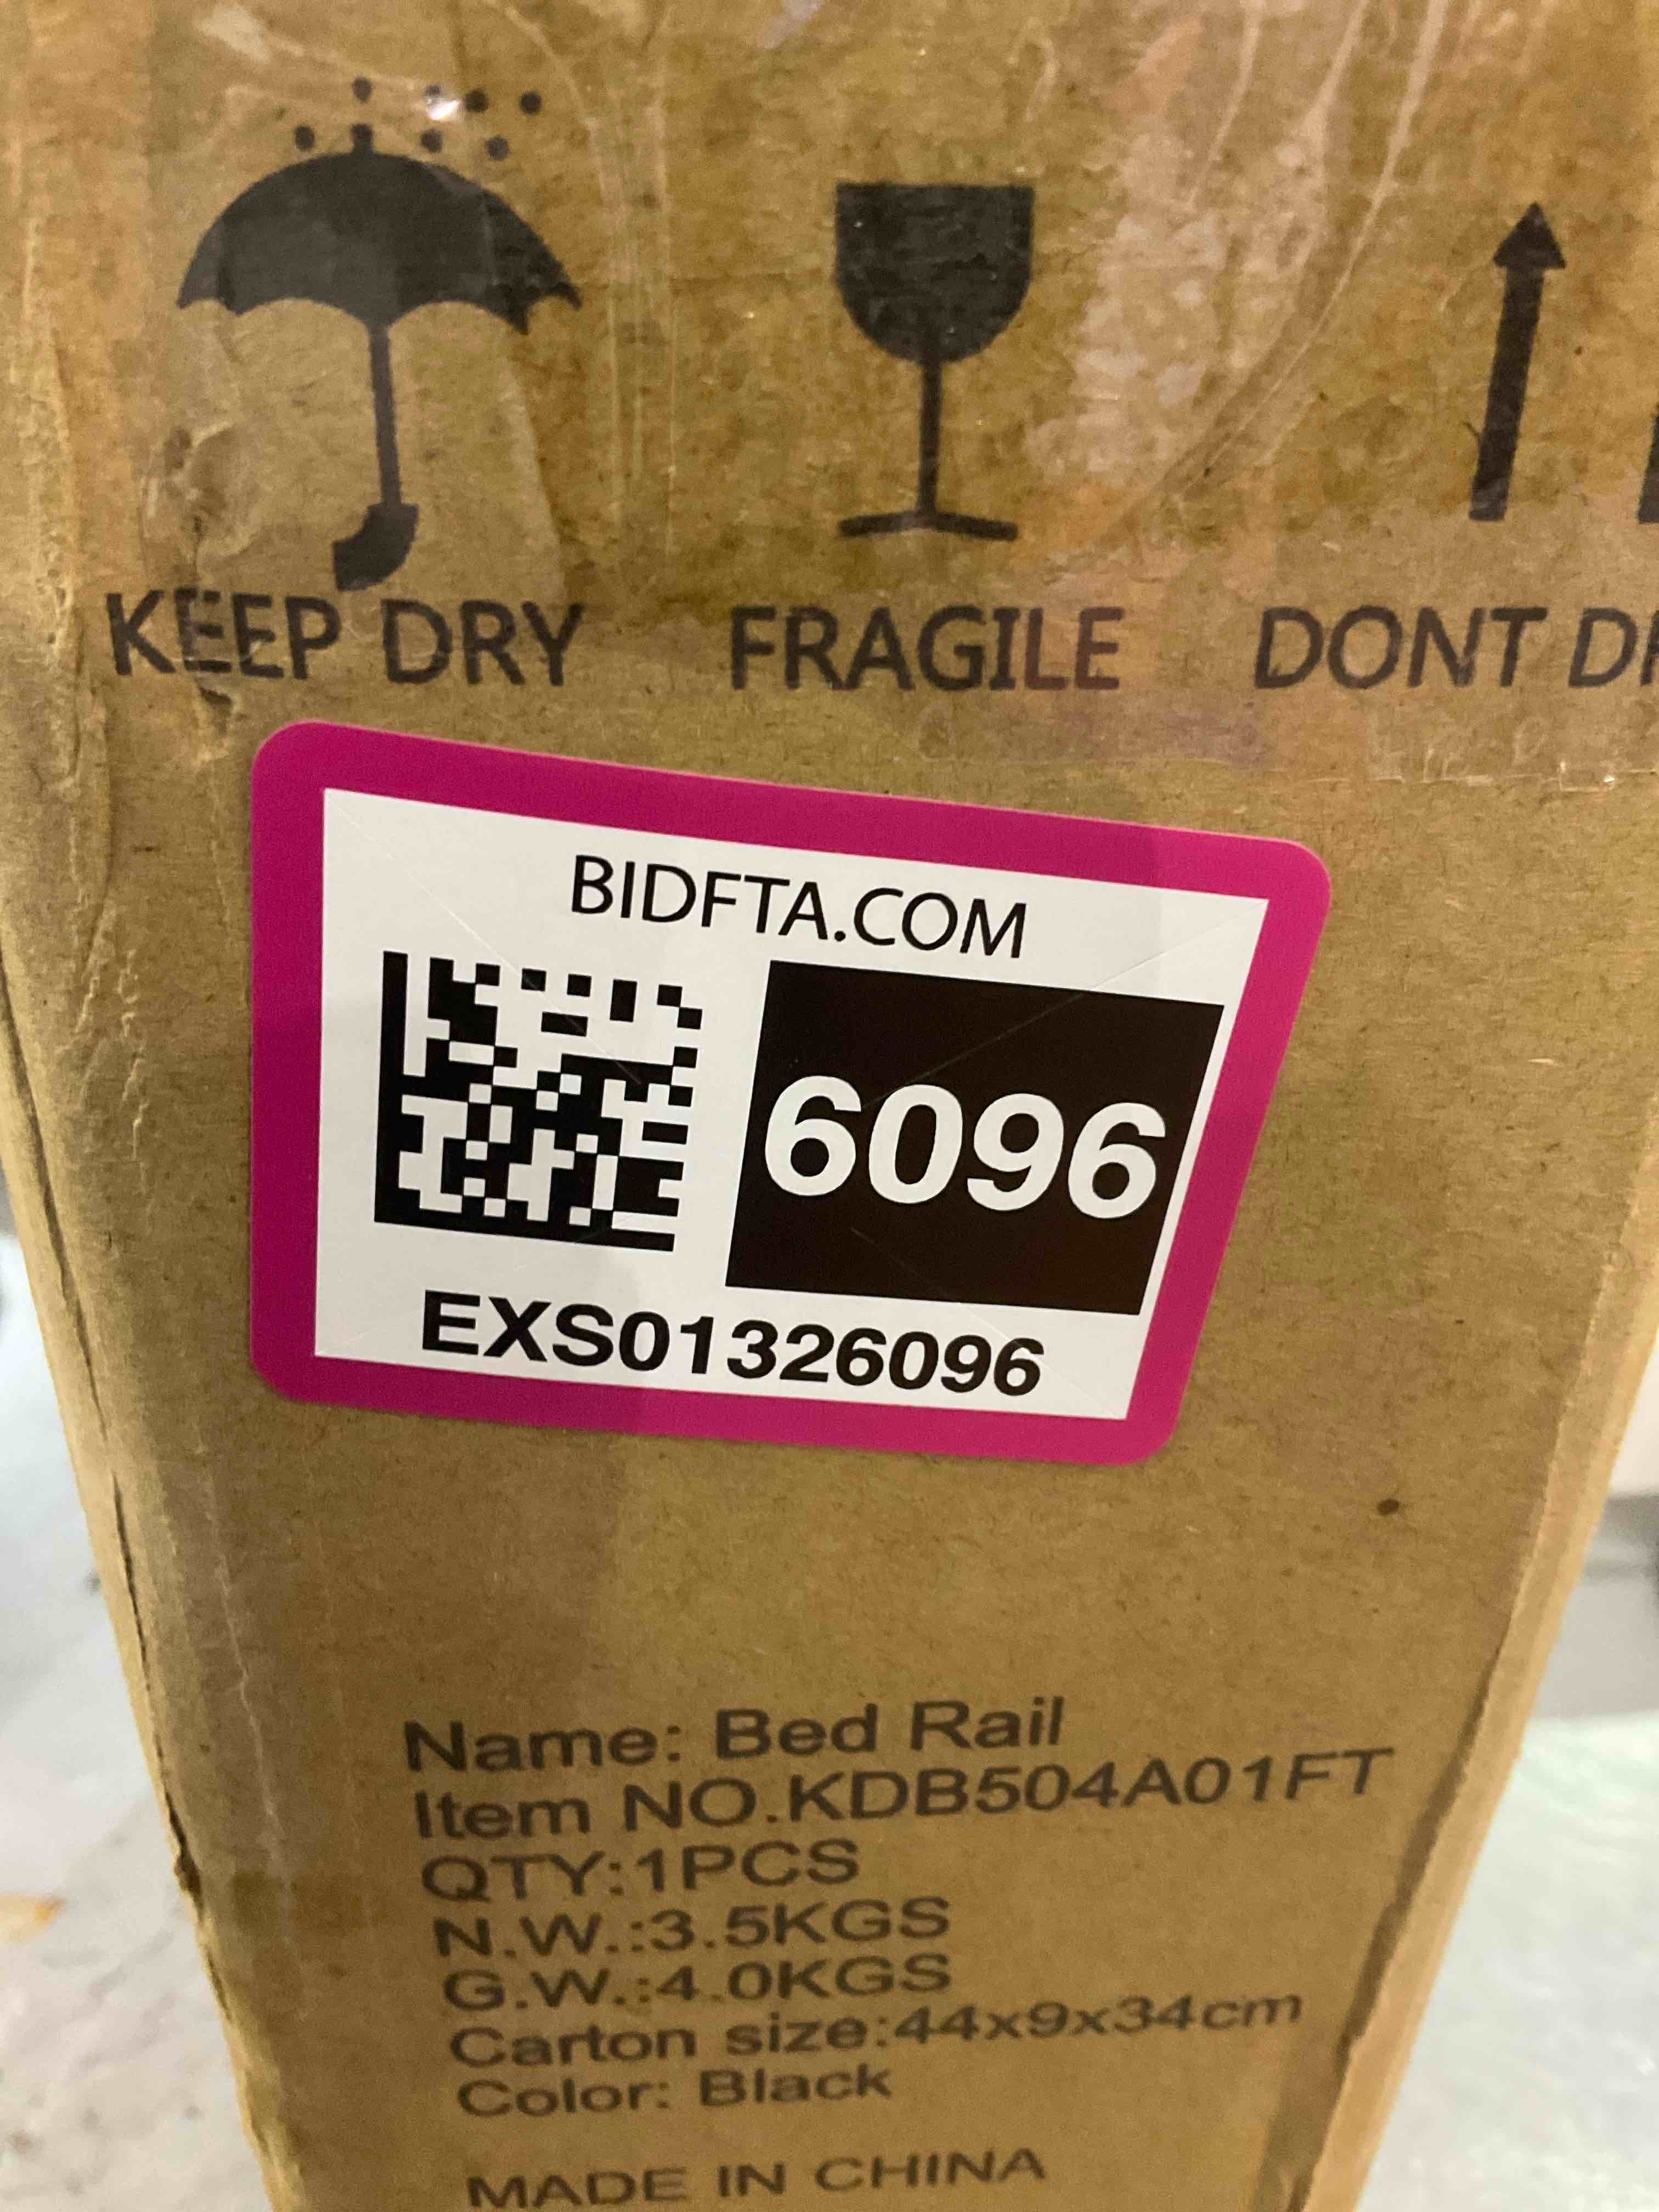 KEEP DRY FRAGILE DONT
BIDFTA.COM
6096
EXS01326096
Name: Bed Rail
Item NO.KDB504A01FT
QTY:1PCS
N.W.:3.5KGS
G.W.:4.0KGS
Carton size:44x9x34cm
Color: Black
MADE IN CHINA